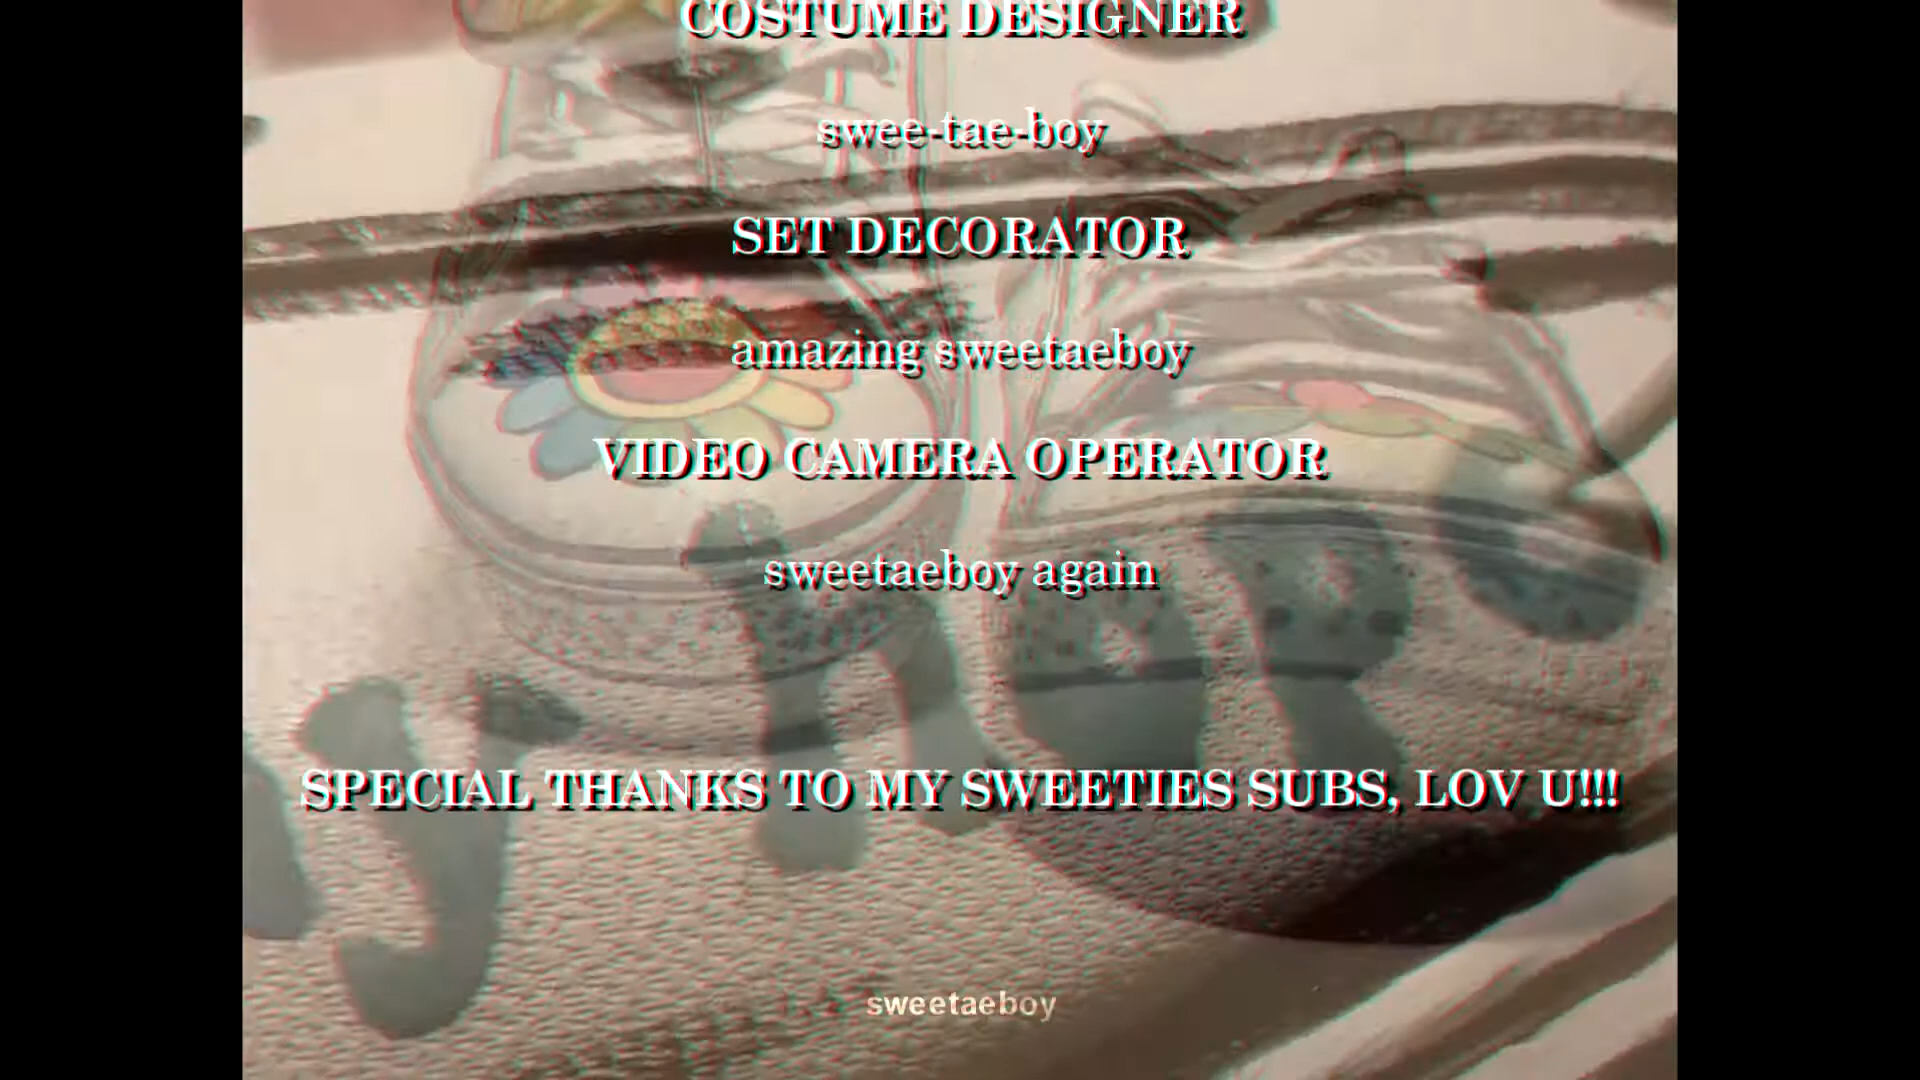 COSTUME DESIGNER
swee-tae-boy
SET DECORATOR
amazing sweetaeboy
VIDEO CAMERA OPERATOR
sweetaeboy again
SPECIAL THANKS TO MY SWEETIES SUBS, LOV U!!!
sweetaeboy